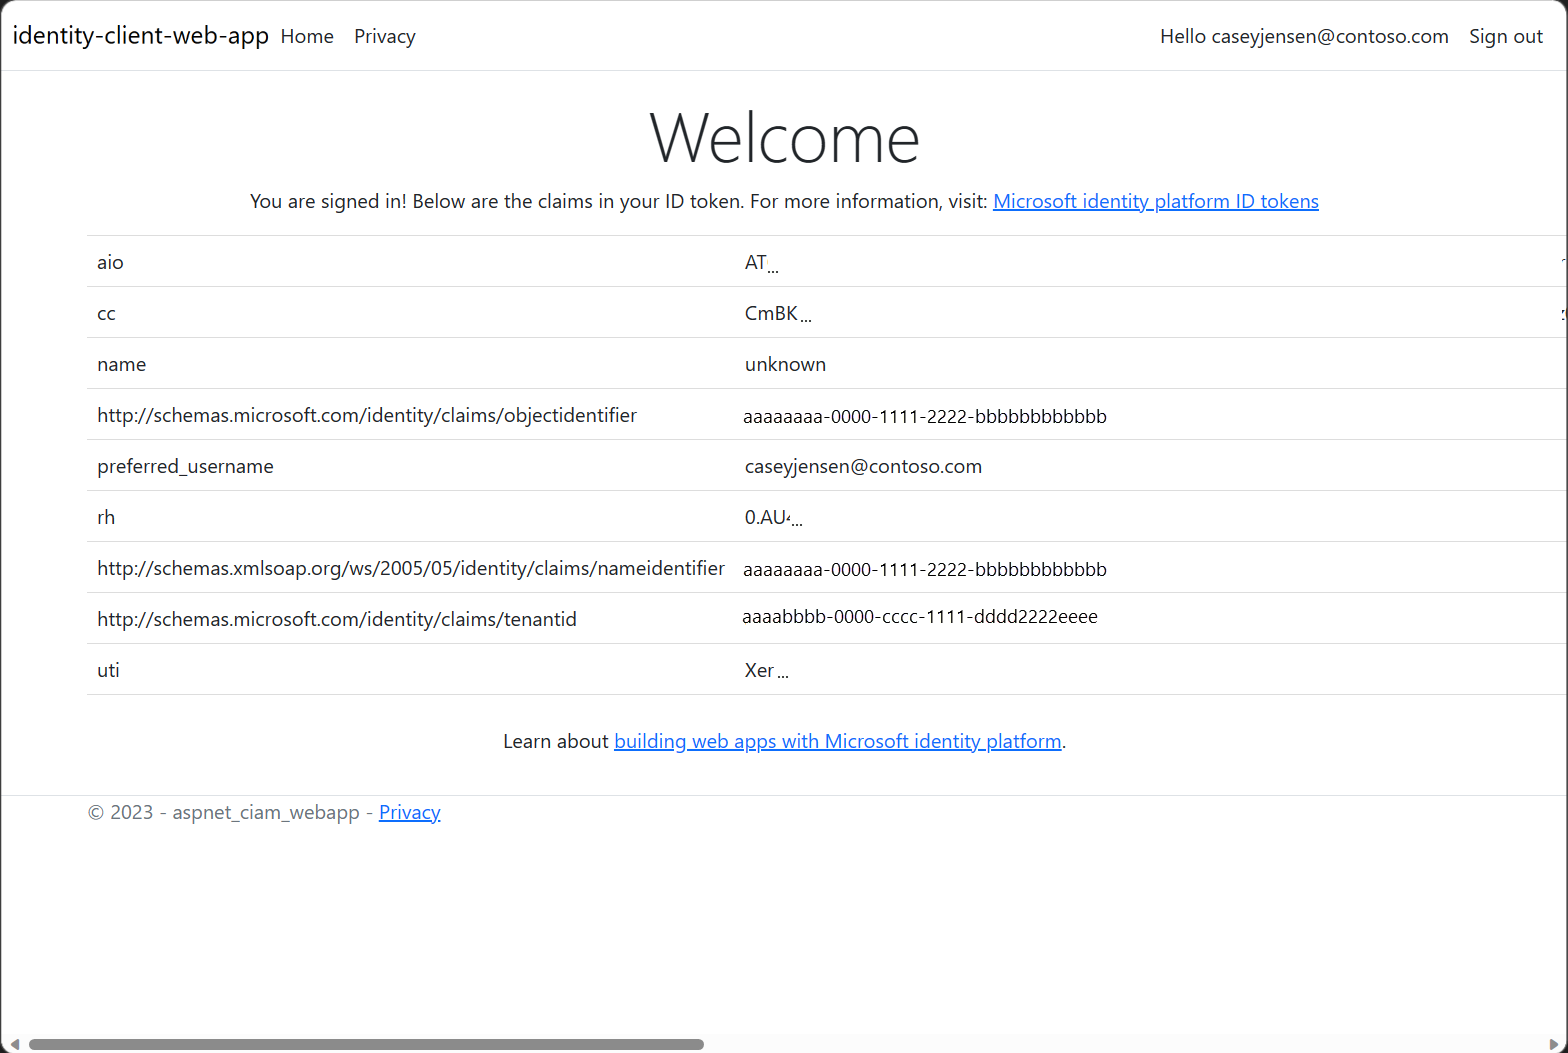 identity-client-web-app Home Privacy Hello caseyjensen@contoso.com Sign out
Welcome
You are signed in! Below are the claims in your ID token. For more information, visit: Microsoft identity platform ID tokens
aio AT...
cc CmBK...
name unknown
http://schemas.microsoft.com/identity/claims/objectidentifier aaaaaaaa-0000-1111-2222-bbbbbbbbbbbb
preferred_username caseyjensen@contoso.com
rh 0.AU...
http://schemas.xmlsoap.org/ws/2005/05/identity/claims/nameidentifier aaaaaaaa-0000-1111-2222-bbbbbbbbbbbb
http://schemas.microsoft.com/identity/claims/tenantid aaaabbbb-0000-cccc-1111-dddd2222eeee
uti Xer...
Learn about building web apps with Microsoft identity platform.
© 2023 - aspnet_ciam_webapp - Privacy